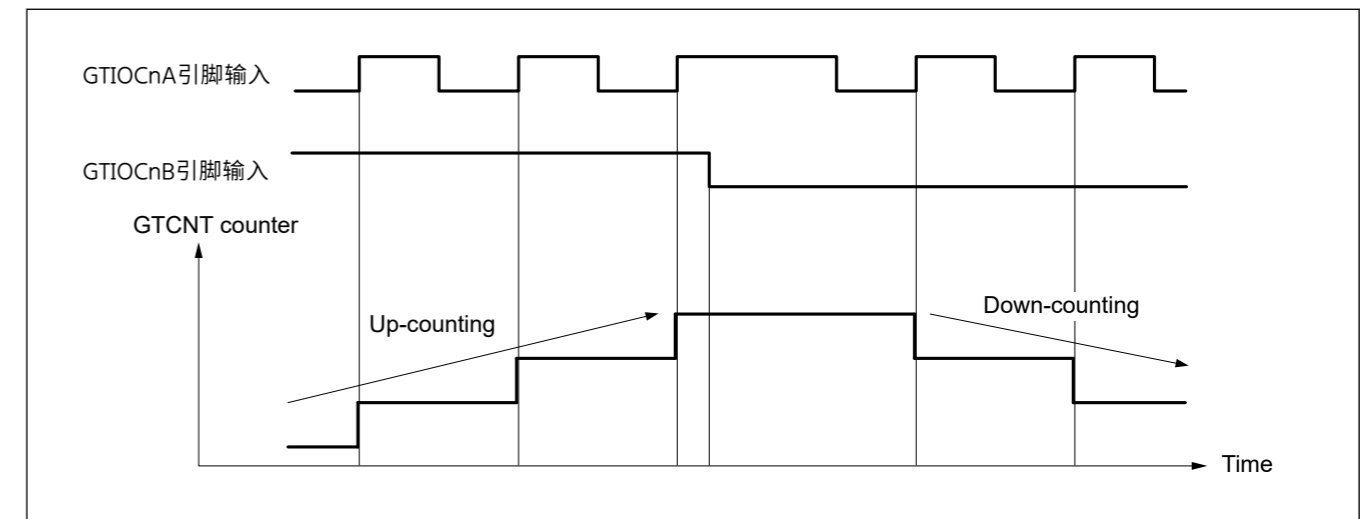 GTIOCnA引脚输入
GTIOCnB引脚输入
GTCNT counter
Up-counting
Down-counting
Time